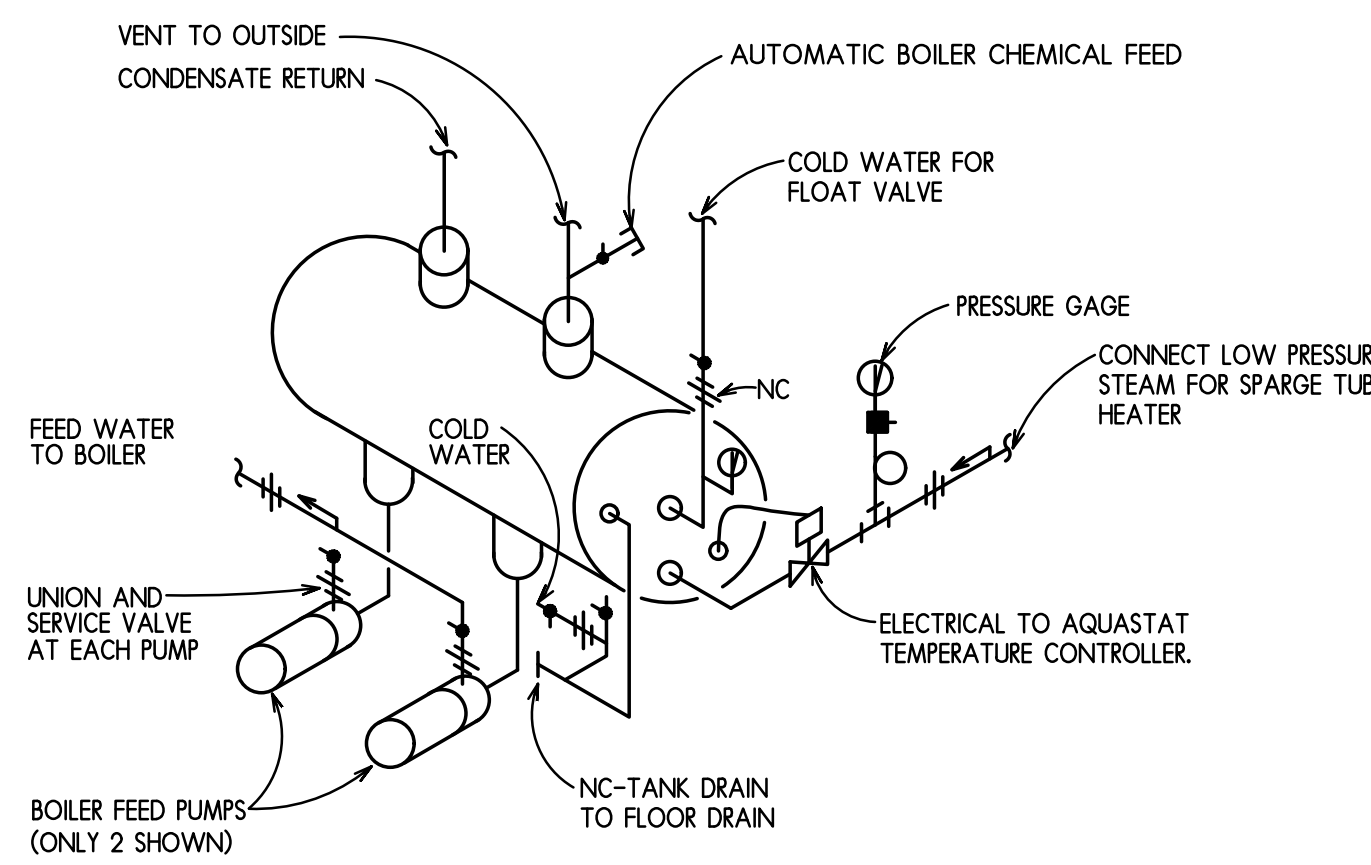 VENT TO OUTSIDE
CONDENSATE RETURN
AUTOMATIC BOILER CHEMICAL FEED
COLD WATER FOR
FLOAT VALVE
PRESSURE GAGE
CONNECT LOW PRESSUR
STEAM FOR SPARGE TUB
HEATER
NC
FEED WATER
TO BOILER
COLD
WATER
UNION AND
SERVICE VALVE
AT EACH PUMP
ELECTRICAL TO AQUASTAT
TEMPERATURE CONTROLLER.
NC-TANK DRAIN
TO FLOOR DRAIN
BOILER FEED PUMPS
(ONLY 2 SHOWN)